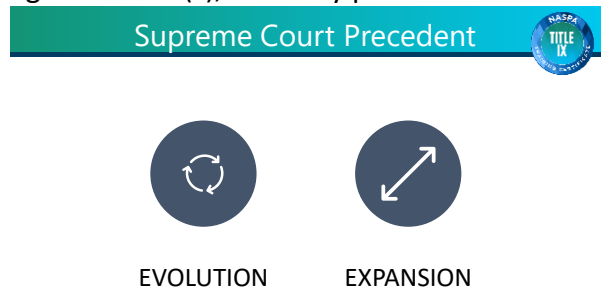 Supreme Court Precedent
NASPA
TITLE
IX
EVOLUTION EXPANSION